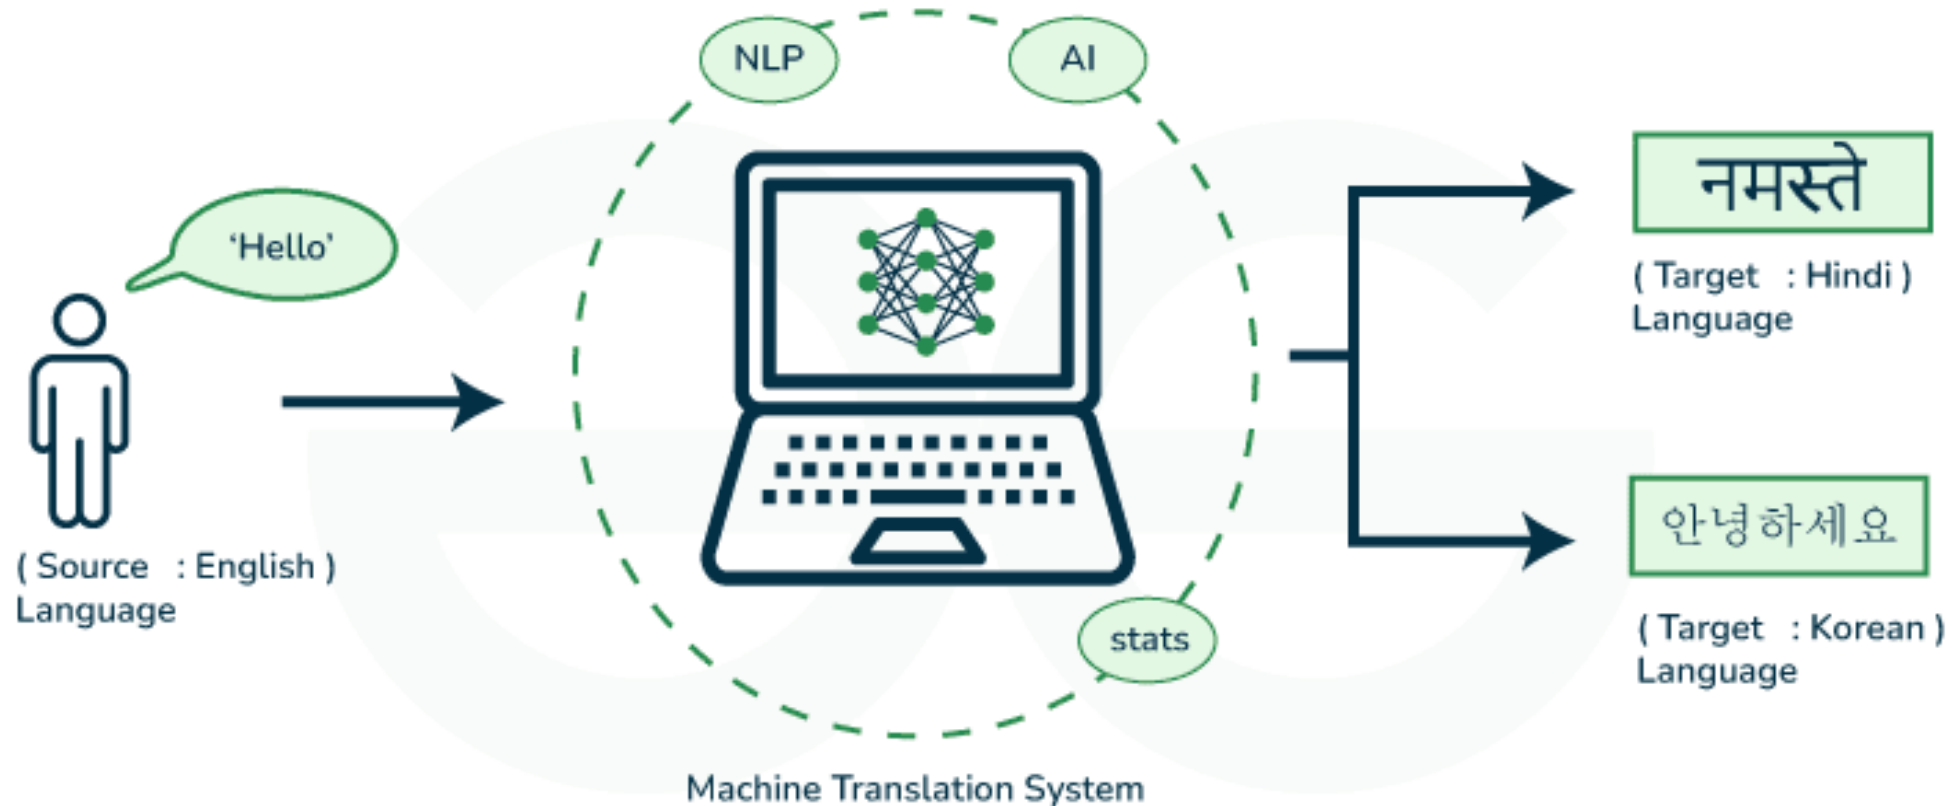 NLP
AI
‘Hello’
( Source : English )
Language
stats
Machine Translation System
नमस्ते
( Target : Hindi )
Language
안녕하세요
( Target : Korean )
Language